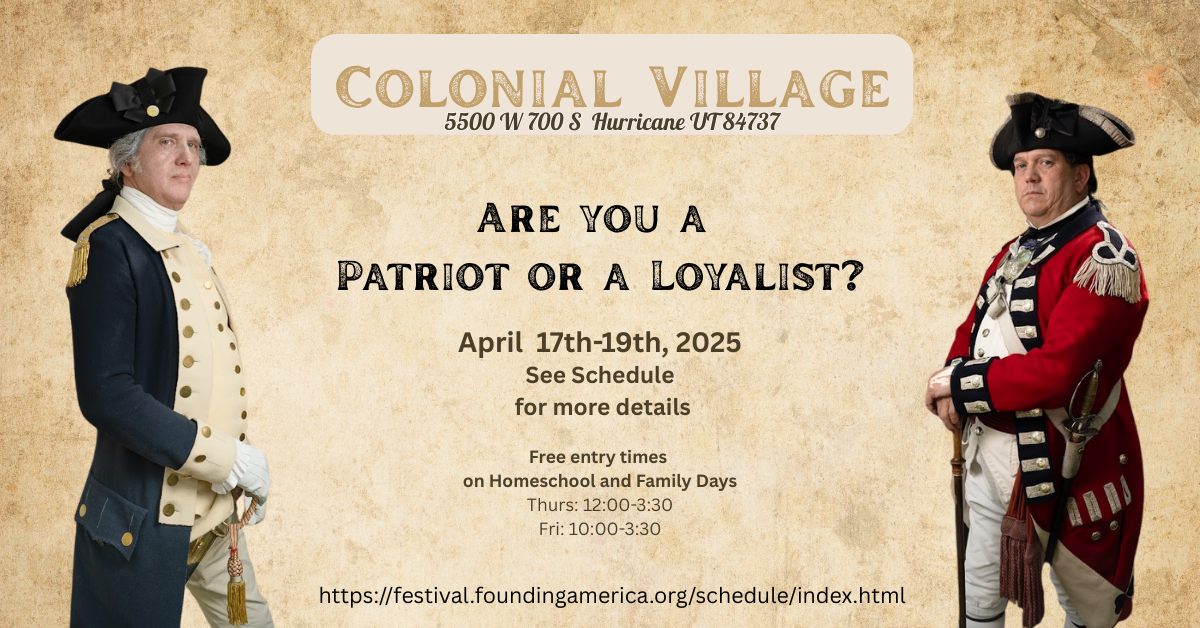 Colonial Village
5500 W 700 S Hurricane UT 84737
Are you a
Patriot or a Loyalist?
April 17th-19th, 2025
See Schedule
for more details
Free entry times
on Homeschool and Family Days
Thurs: 12:00-3:30
Fri: 10:00-3:30
https://festival.foundingamerica.org/schedule/index.html